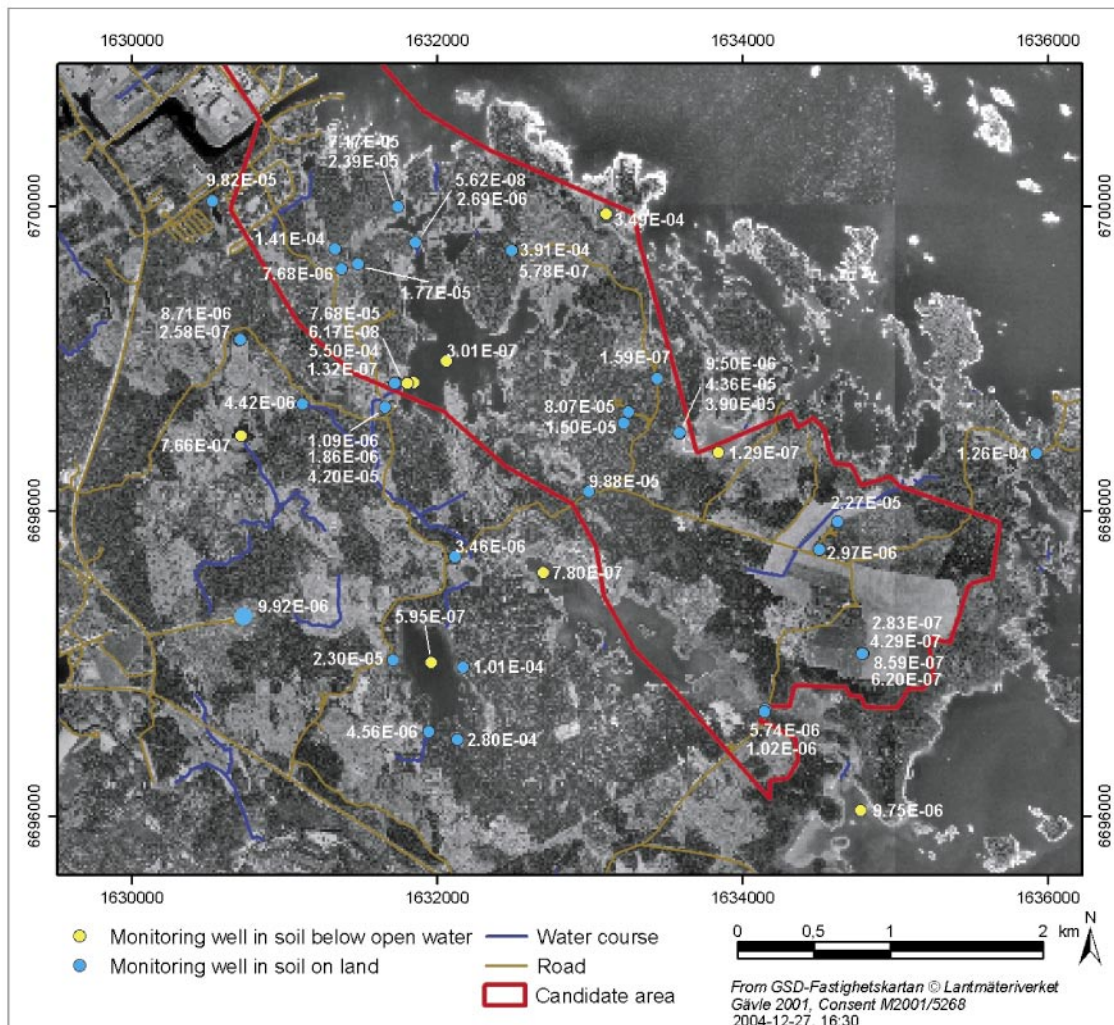 1630000
1632000
1634000
1636000
6700000
6700000
7.17E-05
2.39E-05
9.82E-05
5.62E-08
2.69E-06
3.49E-04
1.41E-04
3.91E-04
5.78E-07
7.68E-06
1.77E-05
8.71E-06
2.58E-07
7.68E-05
6.17E-08
5.50E-04
1.32E-07
3.01E-07
1.59E-07
9.50E-06
4.36E-05
3.90E-05
4.42E-06
8.07E-05
1.50E-05
7.66E-07
1.09E-06
1.86E-06
4.20E-05
1.29E-07
1.26E-04
9.88E-05
2.27E-05
6698000
6698000
3.46E-06
2.97E-06
7.80E-07
9.92E-06
5.95E-07
2.83E-07
4.29E-07
8.59E-07
6.20E-07
2.30E-05
1.01E-04
4.56E-06
2.80E-04
5.74E-06
1.02E-06
9.75E-06
6696000
6696000
1630000
1632000
1634000
1636000
Monitoring well in soil below open water
Monitoring well in soil on land
Water course
Road
Candidate area
0 0,5 1 2 km
N
From GSD-Fastighetskartan © Lantmäteriverket
Gävle 2001, Consent M2001/5268
2004-12-27, 16:30